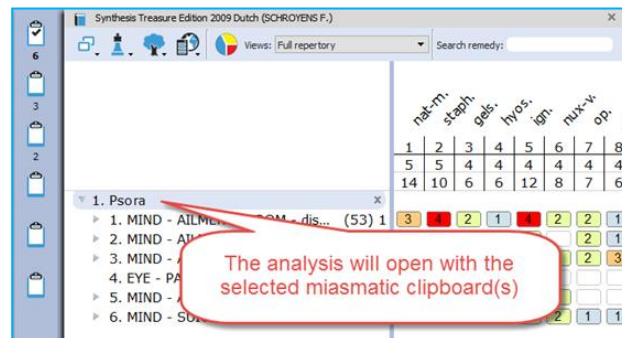 Synthesis Treasure Edition 2009 Dutch (SCHROYENS F.)
Views: Full repertory
Search remedy:
nat-m. staph. gels. hyos. ign. nux-v. op.
1 2 3 4 5 6 7 8
5 5 4 4 4 4 4 4
14 10 6 6 12 8 7 6
6
3
2
1. Psora x
1. MIND - AILMENTS FROM - dis... (53) 1 3 4 2 1 4 2 2 1
2. MIND - 2 1
3. MIND - 2 3
4. EYE - PA
5. MIND -
6. MIND - 2 1 1
The analysis will open with the
selected miasmatic clipboard(s)